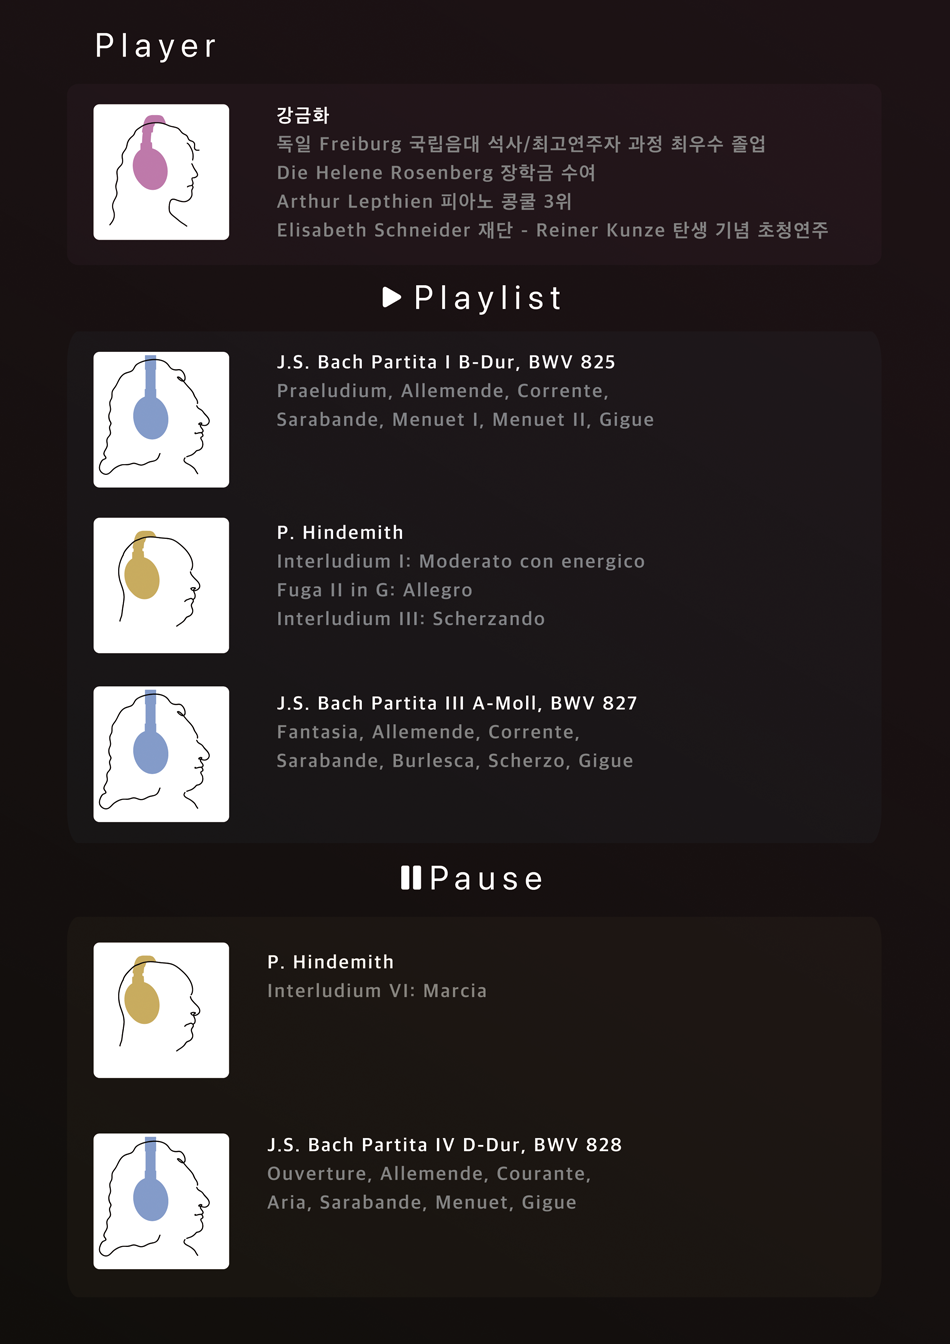 Player
강금화
독일 Freiburg 국립음대 석사/최고연주자 과정 최우수 졸업
Die Helene Rosenberg 장학금 수여
Arthur Lepthien 피아노 콩쿨 3위
Elisabeth Schneider 재단 - Reiner Kunze 탄생 기념 초청연주
Playlist
J.S. Bach Partita I B-Dur, BWV 825
Praeludium, Allemende, Corrente,
Sarabande, Menuet I, Menuet II, Gigue
P. Hindemith
Interludium I: Moderato con energico
Fuga II in G: Allegro
Interludium III: Scherzando
J.S. Bach Partita III A-Moll, BWV 827
Fantasia, Allemende, Corrente,
Sarabande, Burlesca, Scherzo, Gigue
Pause
P. Hindemith
Interludium VI: Marcia
J.S. Bach Partita IV D-Dur, BWV 828
Ouverture, Allemende, Courante,
Aria, Sarabande, Menuet, Gigue